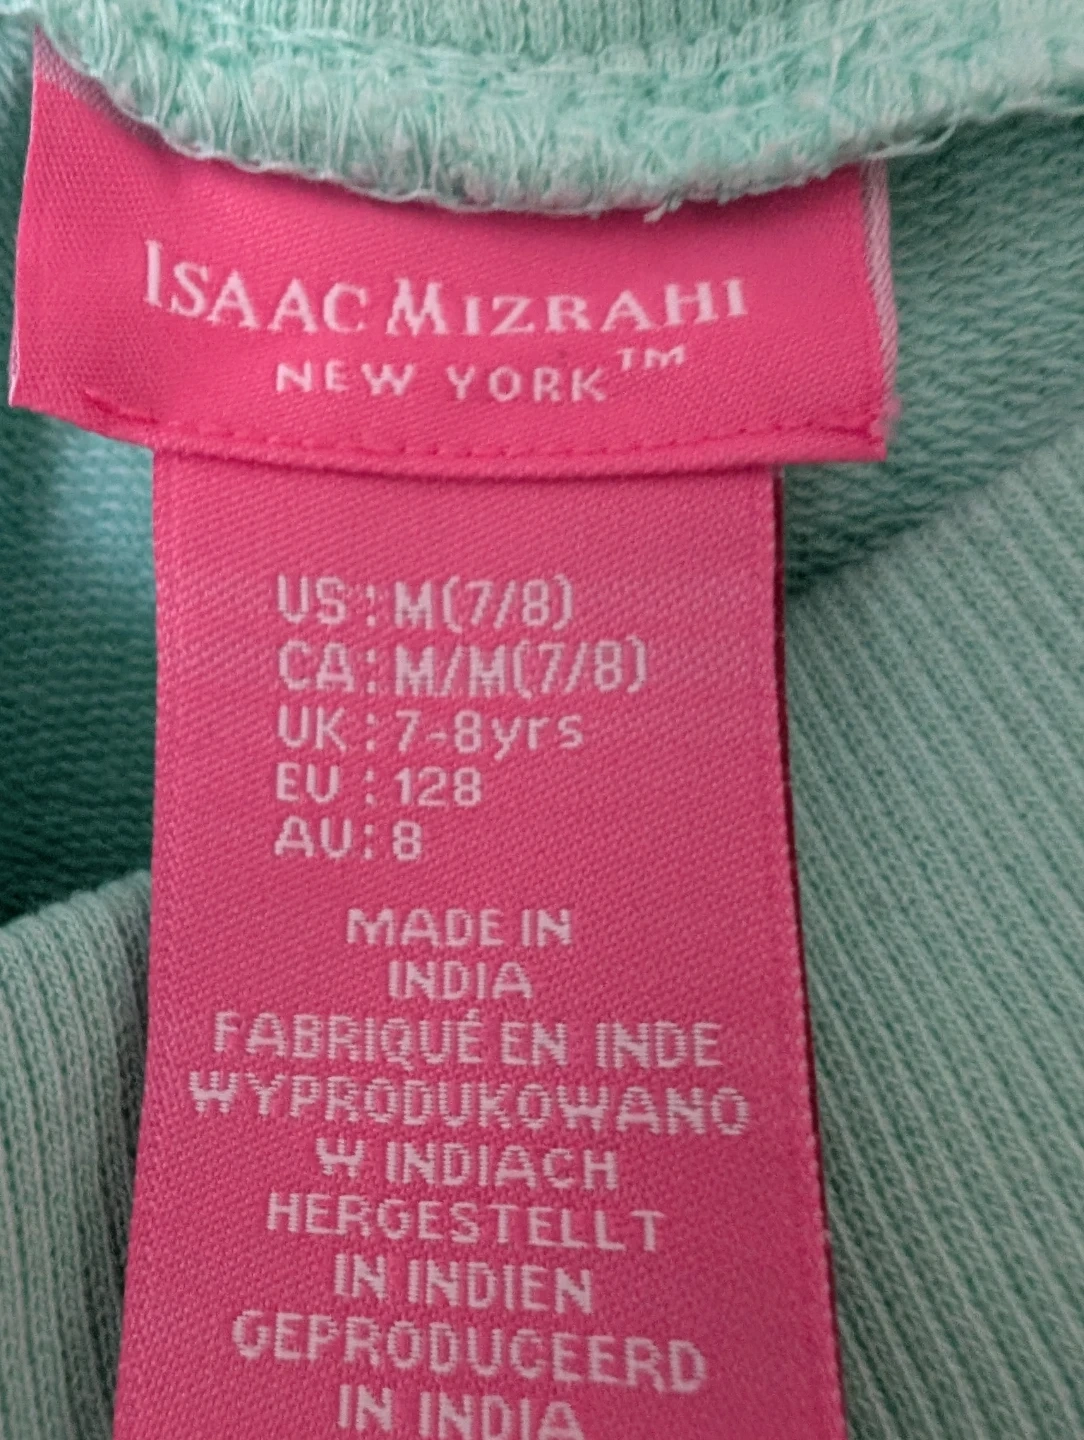 ISAAC MIZRAHI
NEW YORK™
US : M(7/8)
CA: M/M(7/8)
UK : 7-8yrs
EU : 128
AU: 8
MADE IN
INDIA
FABRIQUÉ EN INDE
WYPRODUKOWANO
W INDIACH
HERGESTELLT
IN INDIEN
GEPRODUCEERD
IN INDIA